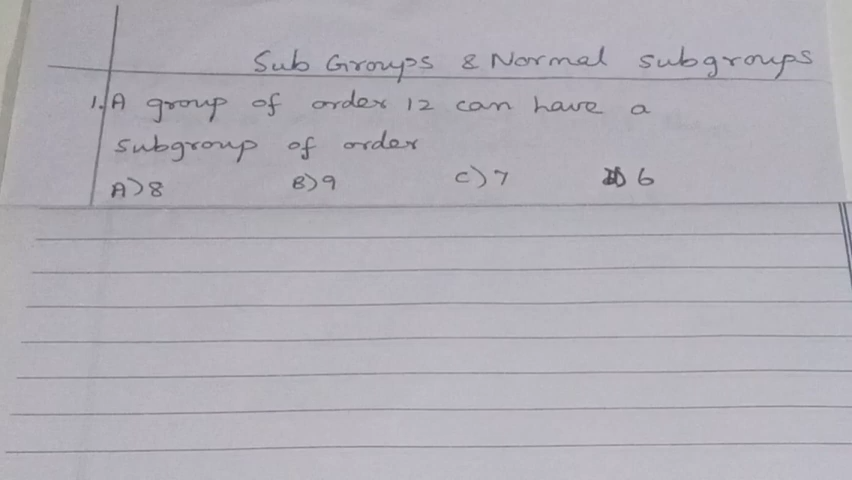 Sub Groups & Normal subgroups
1. A group of order 12 can have a
subgroup of order
A) 8 B) 9 C) 7 D) 6